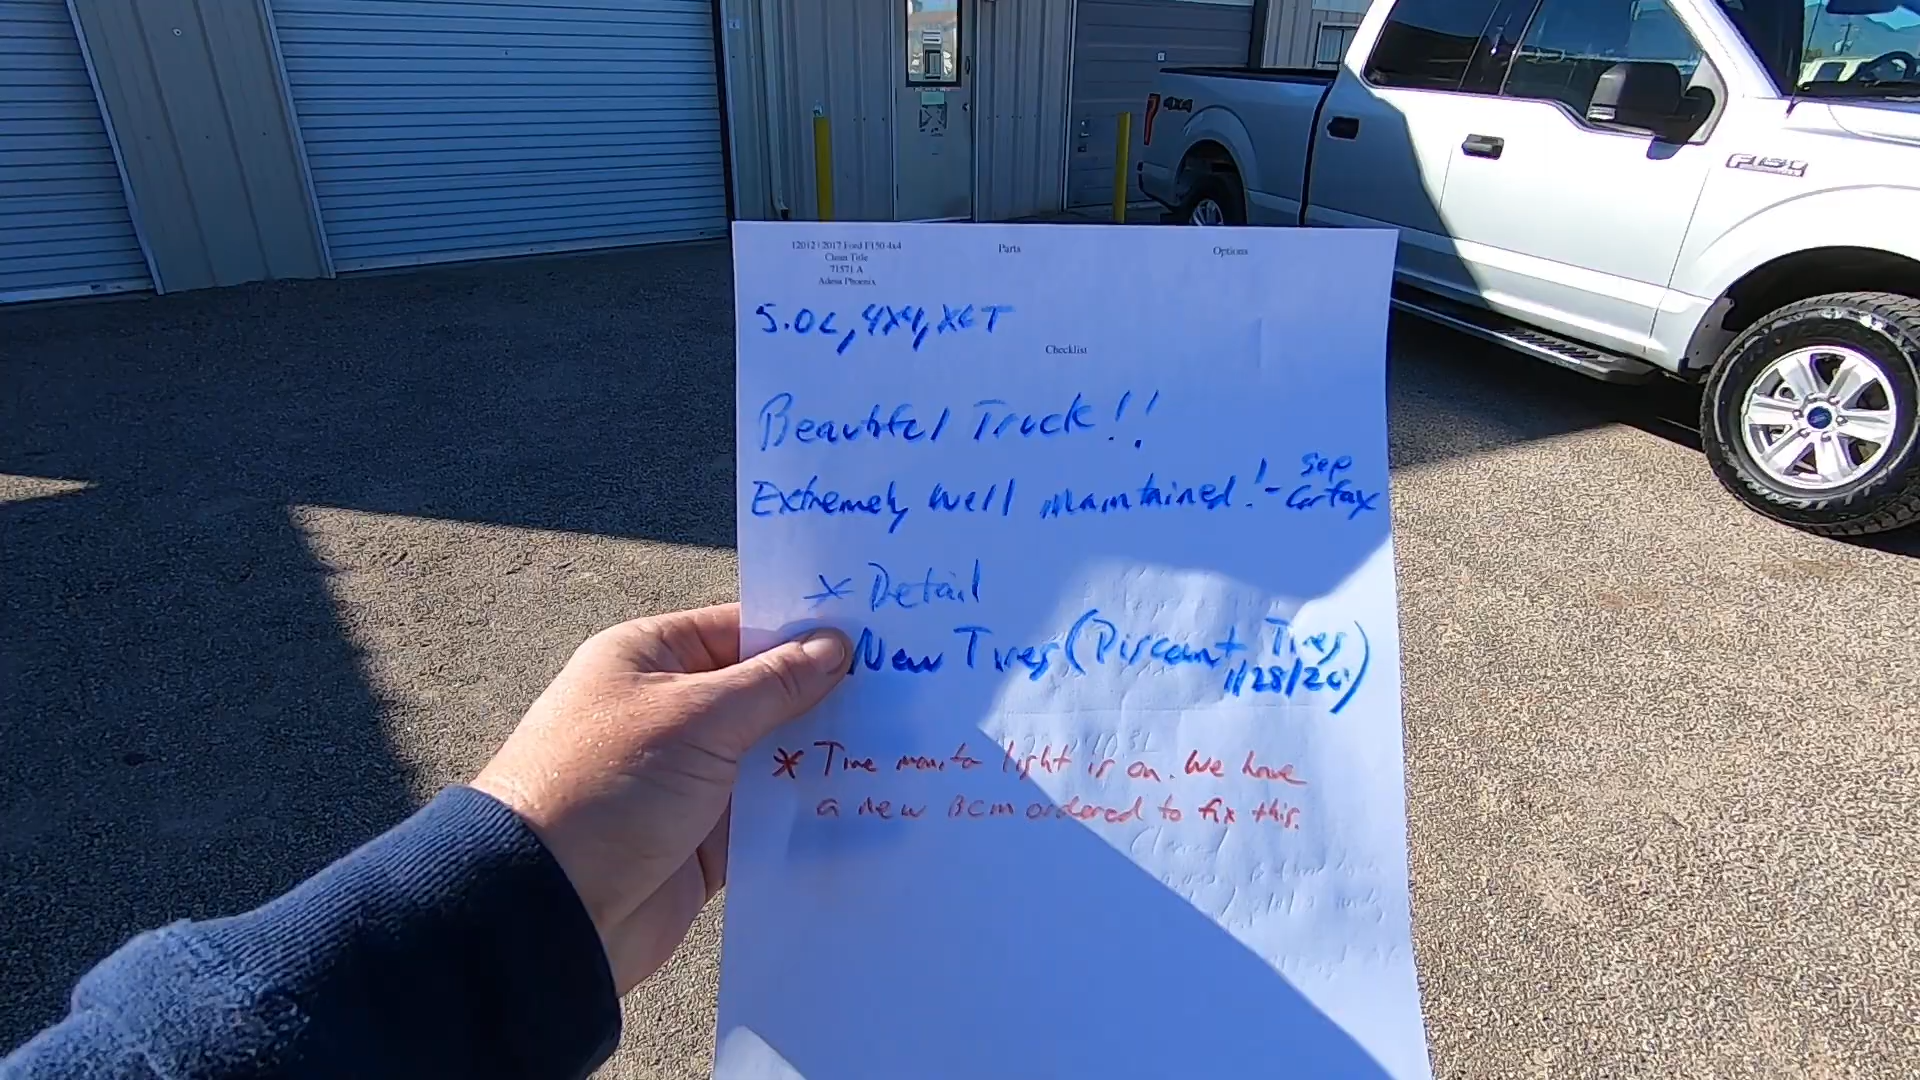 4x4
F150
12012 | 2017 Ford F150 4x4
Clean Title
71571 A
Adesa Phoenix
Parts
Options
5.0L, 4x4, XLT
Checklist
Beautiful Truck!!
Extremely well maintained! - see
Carfax
* Detail
New Tires (Discount Tires
11/28/20)
* Tire monitor light is on. We have
a new BCM ordered to fix this.